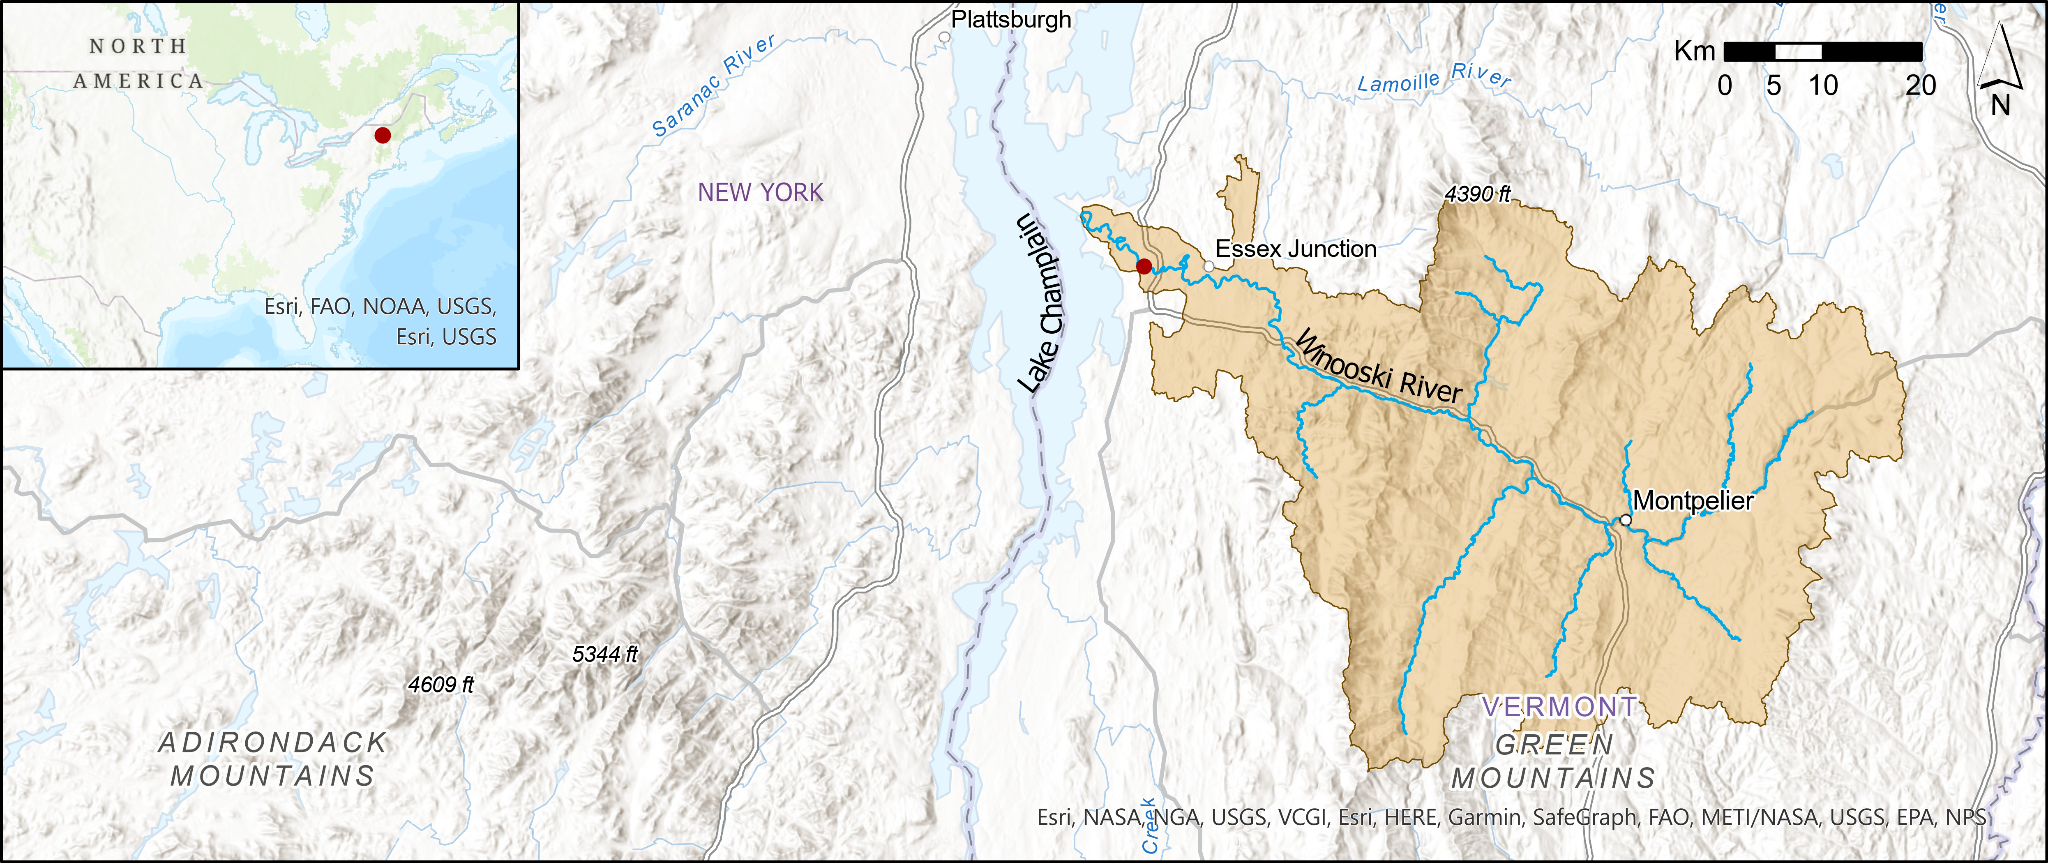 NORTH
AMERICA
Esri, FAO, NOAA, USGS,
Esri, USGS
Plattsburgh
Saranac River
NEW YORK
Lake Champlain
Lamoille River
er
Km
0 5 10 20
N
4390 ft
Essex Junction
Winooski River
Montpelier
5344 ft
4609 ft
ADIRONDACK
MOUNTAINS
VERMONT
GREEN
MOUNTAINS
Creek
Esri, NASA, NGA, USGS, VCGI, Esri, HERE, Garmin, SafeGraph, FAO, METI/NASA, USGS, EPA, NPS